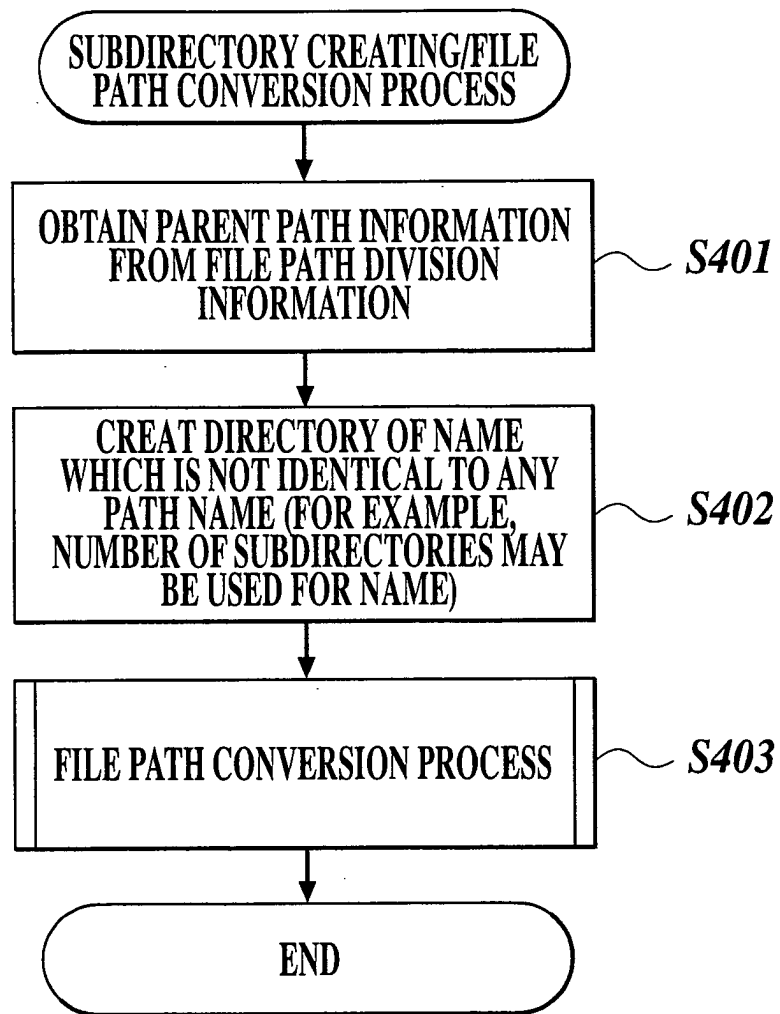 SUBDIRECTORY CREATING/FILE
PATH CONVERSION PROCESS
OBTAIN PARENT PATH INFORMATION
FROM FILE PATH DIVISION
INFORMATION
S401
CREAT DIRECTORY OF NAME
WHICH IS NOT IDENTICAL TO ANY
PATH NAME (FOR EXAMPLE,
NUMBER OF SUBDIRECTORIES MAY
BE USED FOR NAME)
S402
FILE PATH CONVERSION PROCESS
S403
END